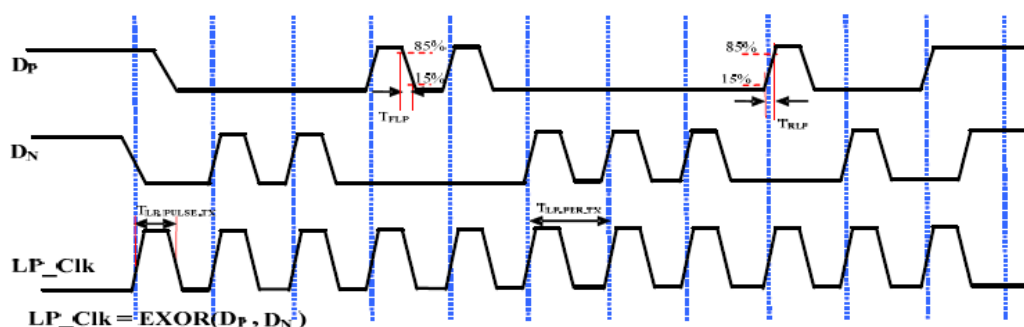 85%
85%
DP
15%
15%
TFLP
TRLP
DN
TLP-PULSE,TX
TLP-PER,TX
LP_Clk
LP_Clk = EXOR(DP , DN )